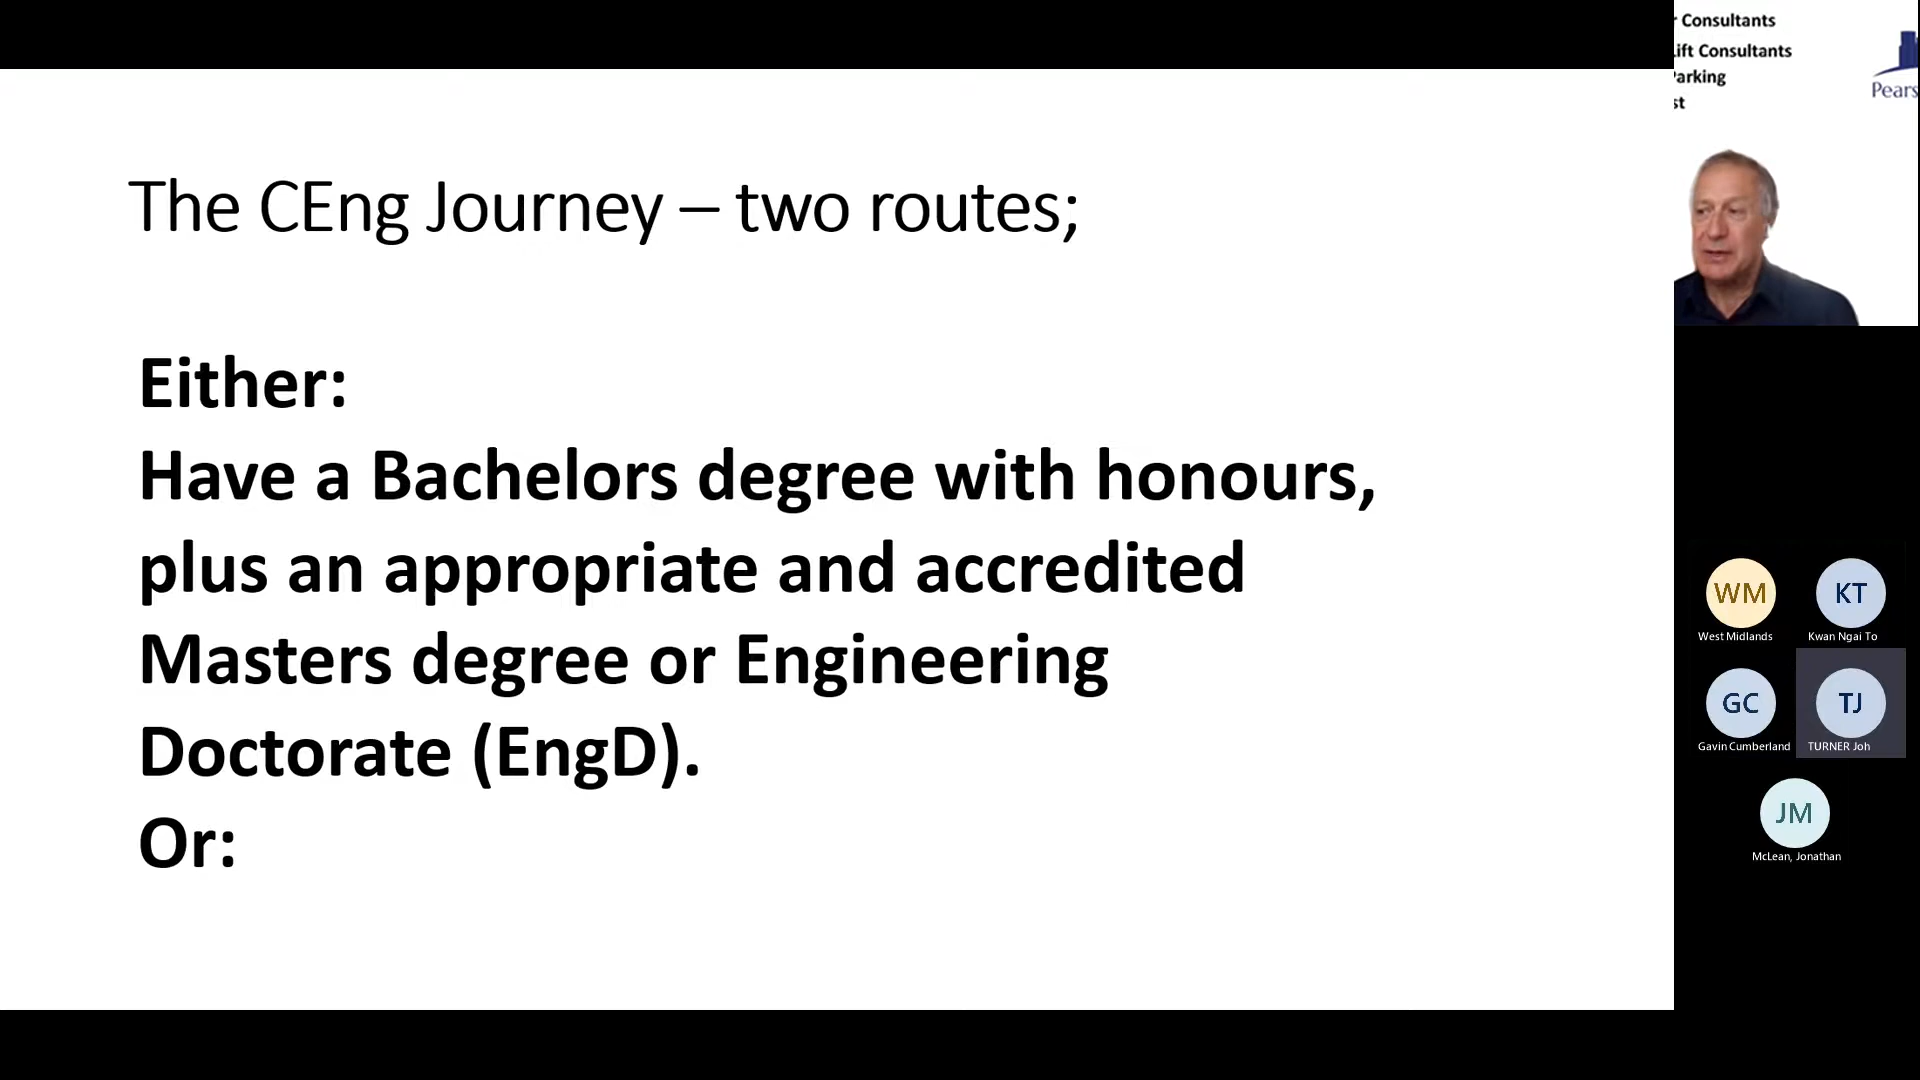 The CEng Journey – two routes;
Either:
Have a Bachelors degree with honours,
plus an appropriate and accredited
Masters degree or Engineering
Doctorate (EngD).
Or:
Consultants
Lift Consultants
Parking
st
Pears
WM
West Midlands
KT
Kwan Ngai To
GC
Gavin Cumberland
TJ
TURNER Joh
JM
McLean, Jonathan